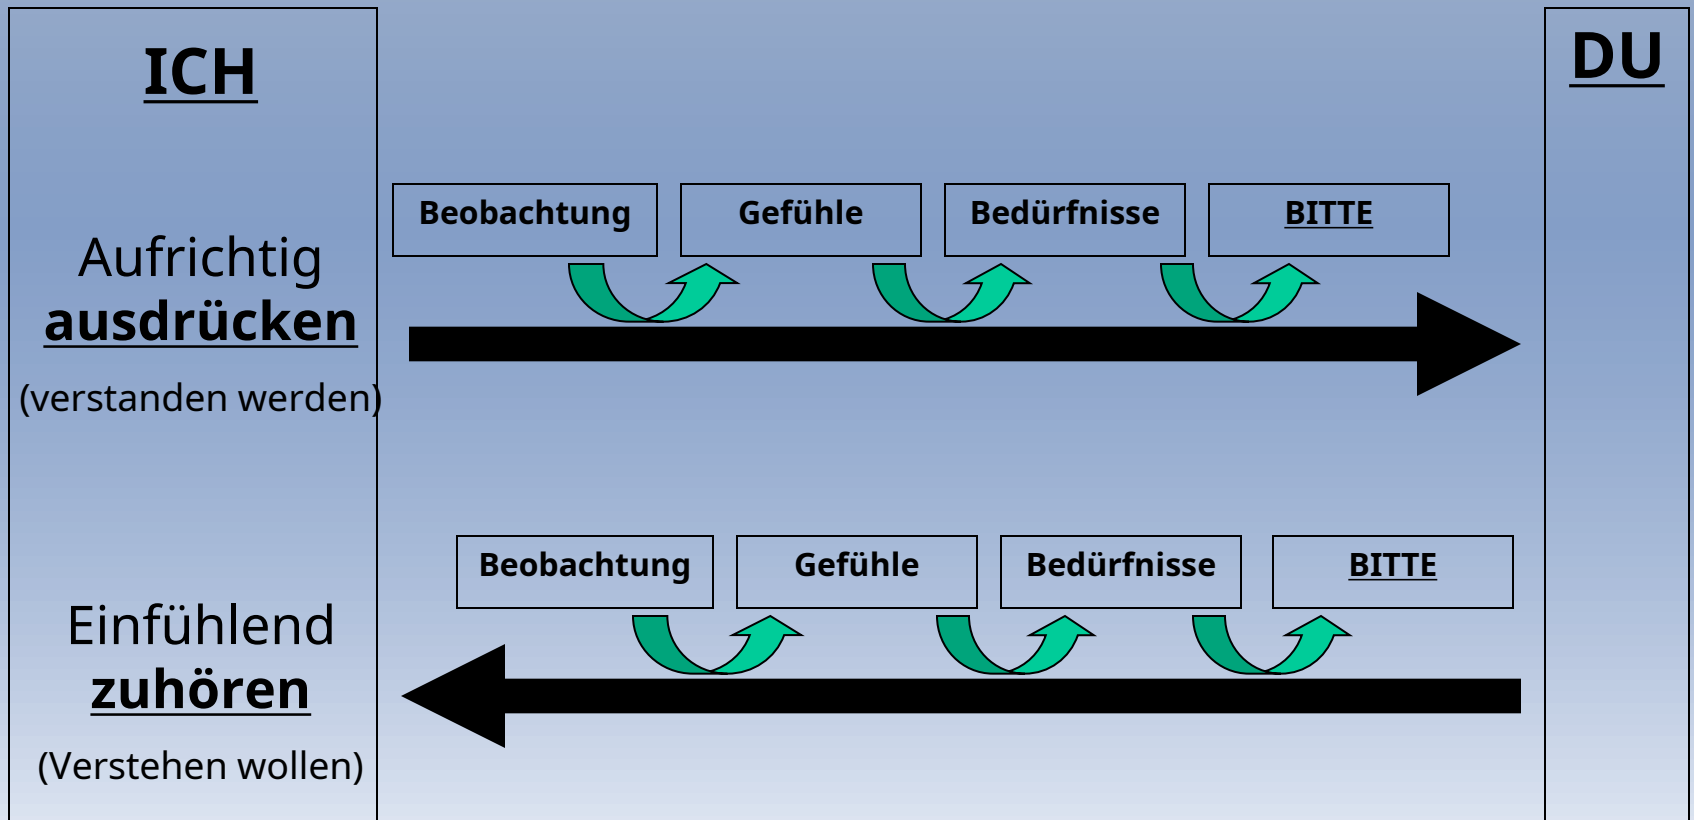 ICH
DU
Beobachtung
Gefühle
Bedürfnisse
BITTE
Aufrichtig
ausdrücken
(verstanden werden)
Beobachtung
Gefühle
Bedürfnisse
BITTE
Einfühlend
zuhören
(Verstehen wollen)